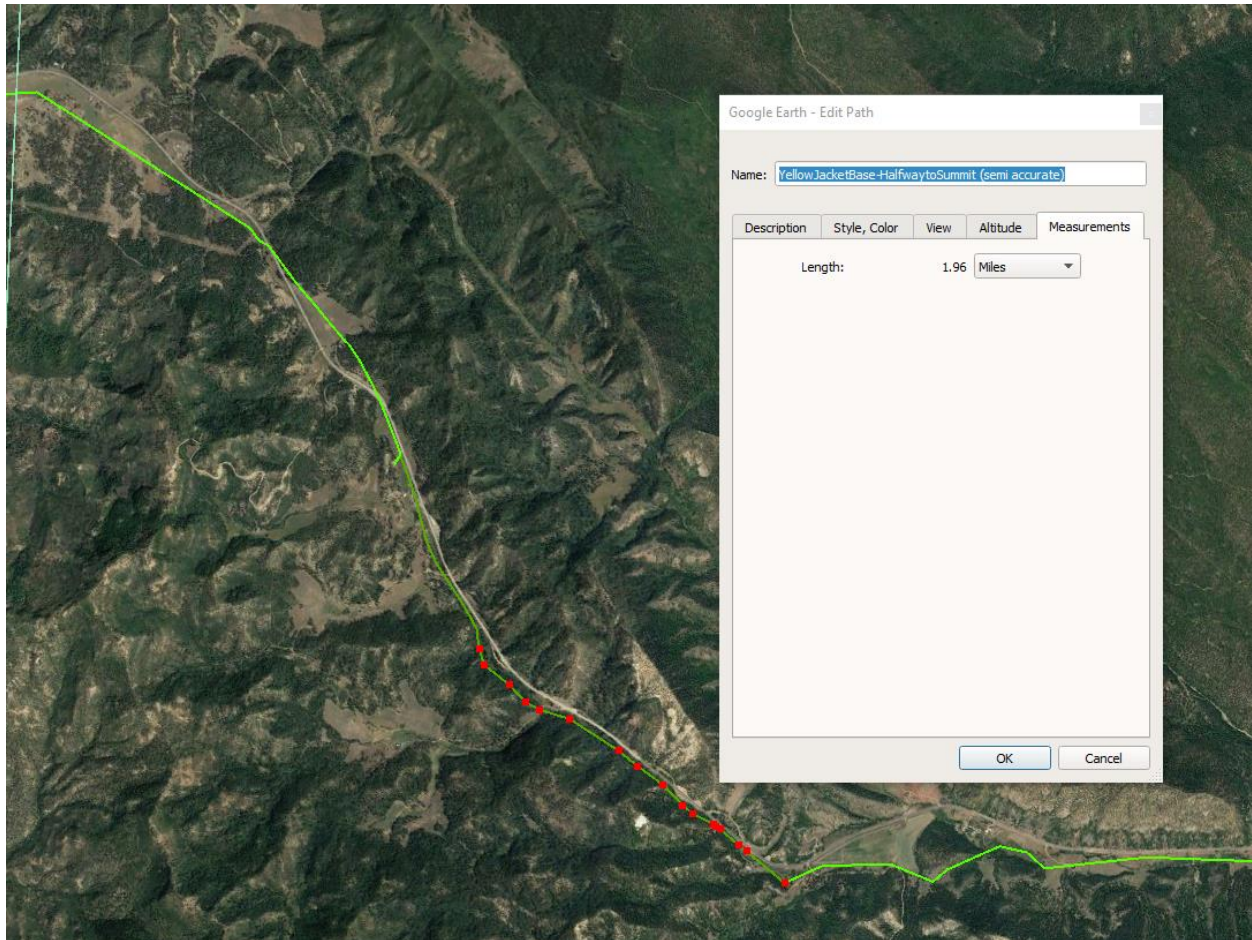 Google Earth - Edit Path
Name: YellowJacketBase-HalfwaytoSummit (semi accurate)
Description Style, Color View Altitude Measurements
Length: 1.96 Miles
OK Cancel